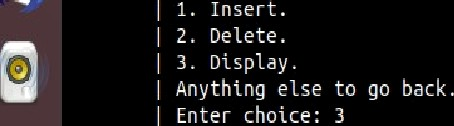 | 1. Insert.
| 2. Delete.
| 3. Display.
| Anything else to go back.
| Enter choice: 3